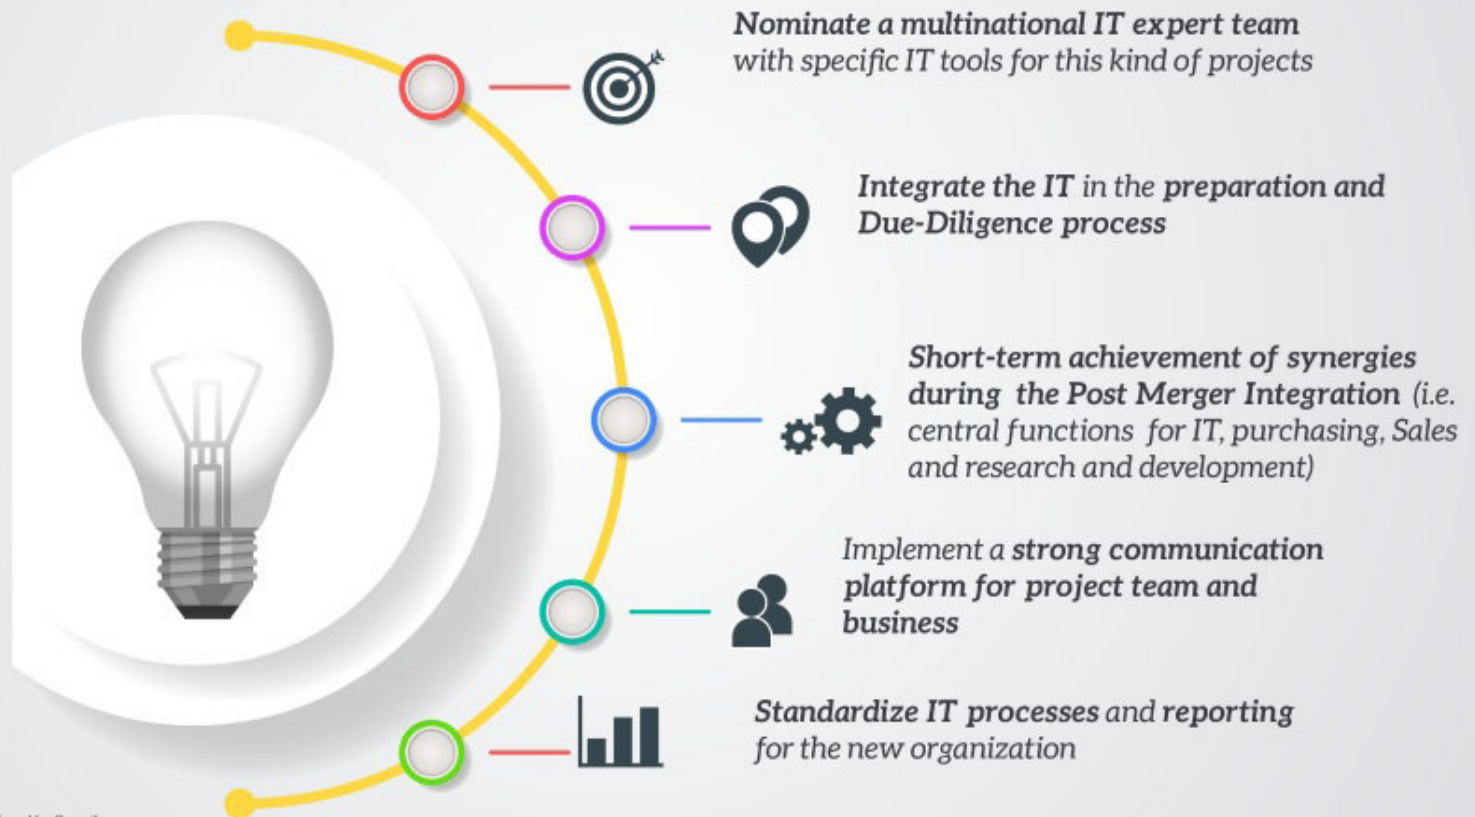 Nominate a multinational IT expert team
with specific IT tools for this kind of projects
Integrate the IT in the preparation and
Due-Diligence process
Short-term achievement of synergies
during the Post Merger Integration (i.e.
central functions for IT, purchasing, Sales
and research and development)
Implement a strong communication
platform for project team and
business
Standardize IT processes and reporting
for the new organization